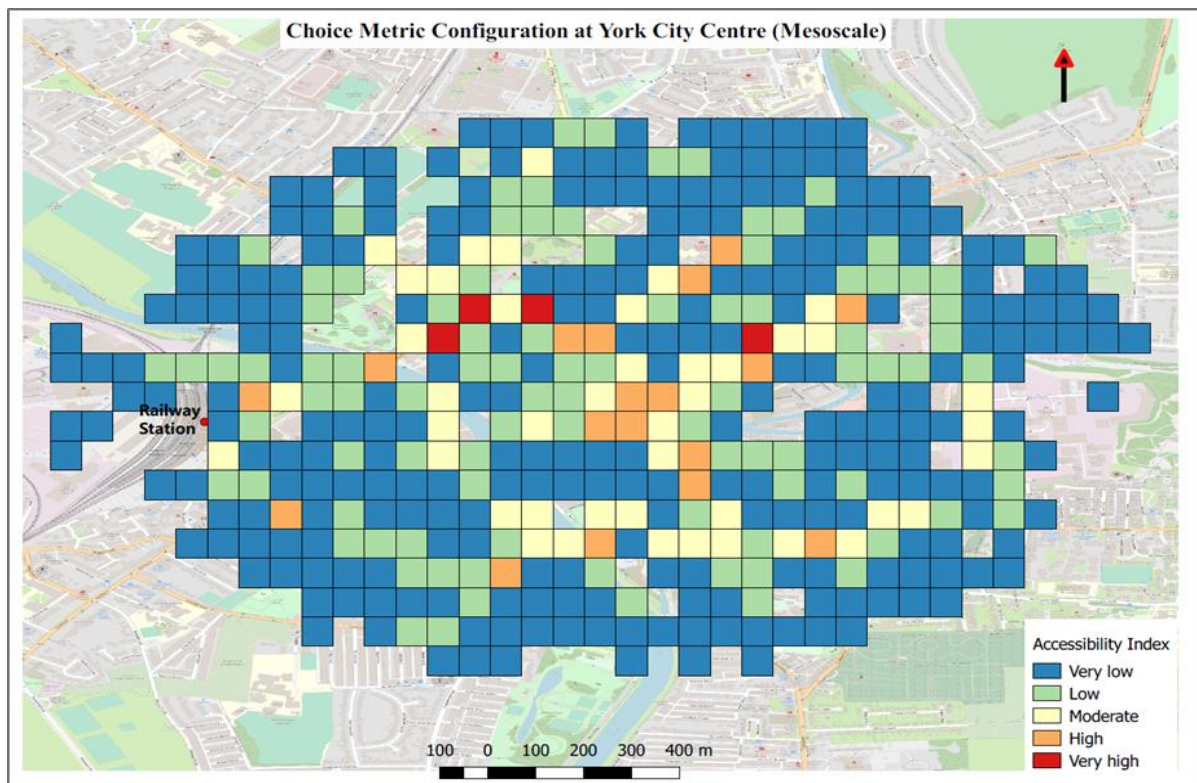 Choice Metric Configuration at York City Centre (Mesoscale)
Railway
Station
Accessibility Index
Very low
Low
Moderate
High
Very high
100 0 100 200 300 400 m